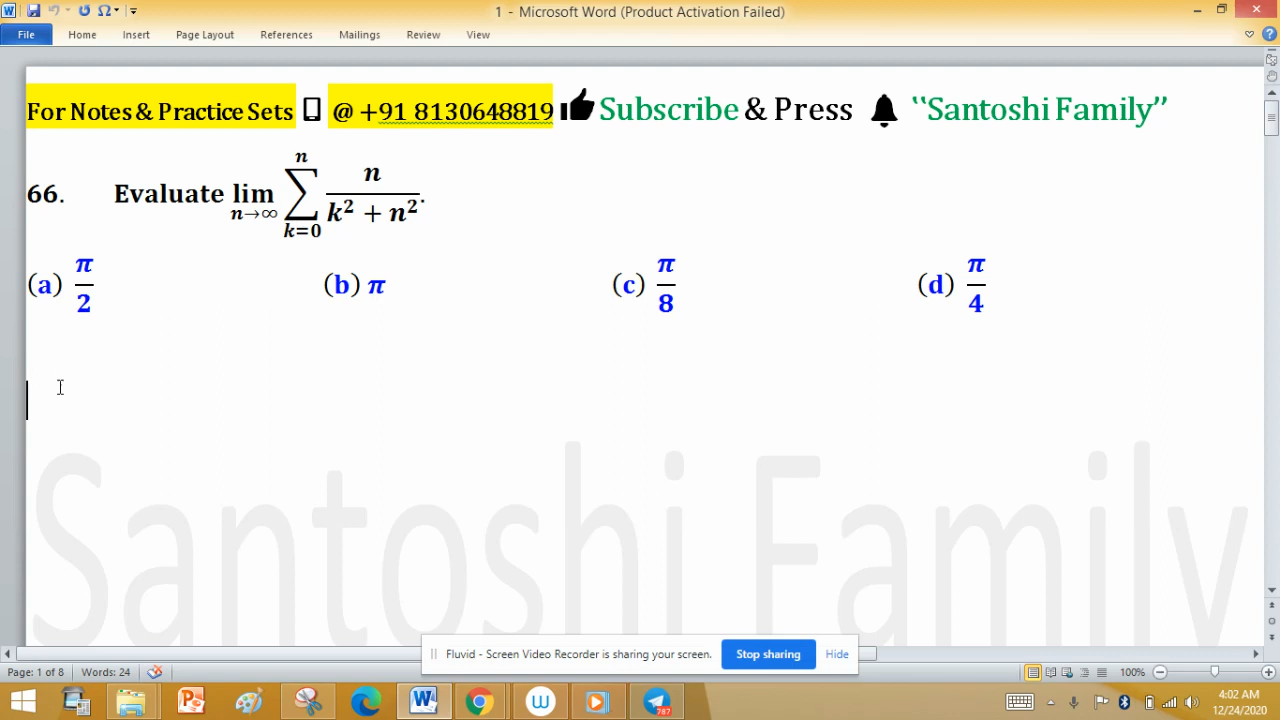 1 - Microsoft Word (Product Activation Failed)
File Home Insert Page Layout References Mailings Review View
For Notes & Practice Sets @ +91 8130648819 Subscribe & Press ‘‘Santoshi Family’’
66. Evaluate lim n→∞ ∑ k=0 n n/(k² + n²).
(a) π/2 (b) π (c) π/8 (d) π/4
Santoshi Family
Fluvid - Screen Video Recorder is sharing your screen. Stop sharing Hide
Page: 1 of 8 Words: 24 100%
787
4:02 AM
12/24/2020